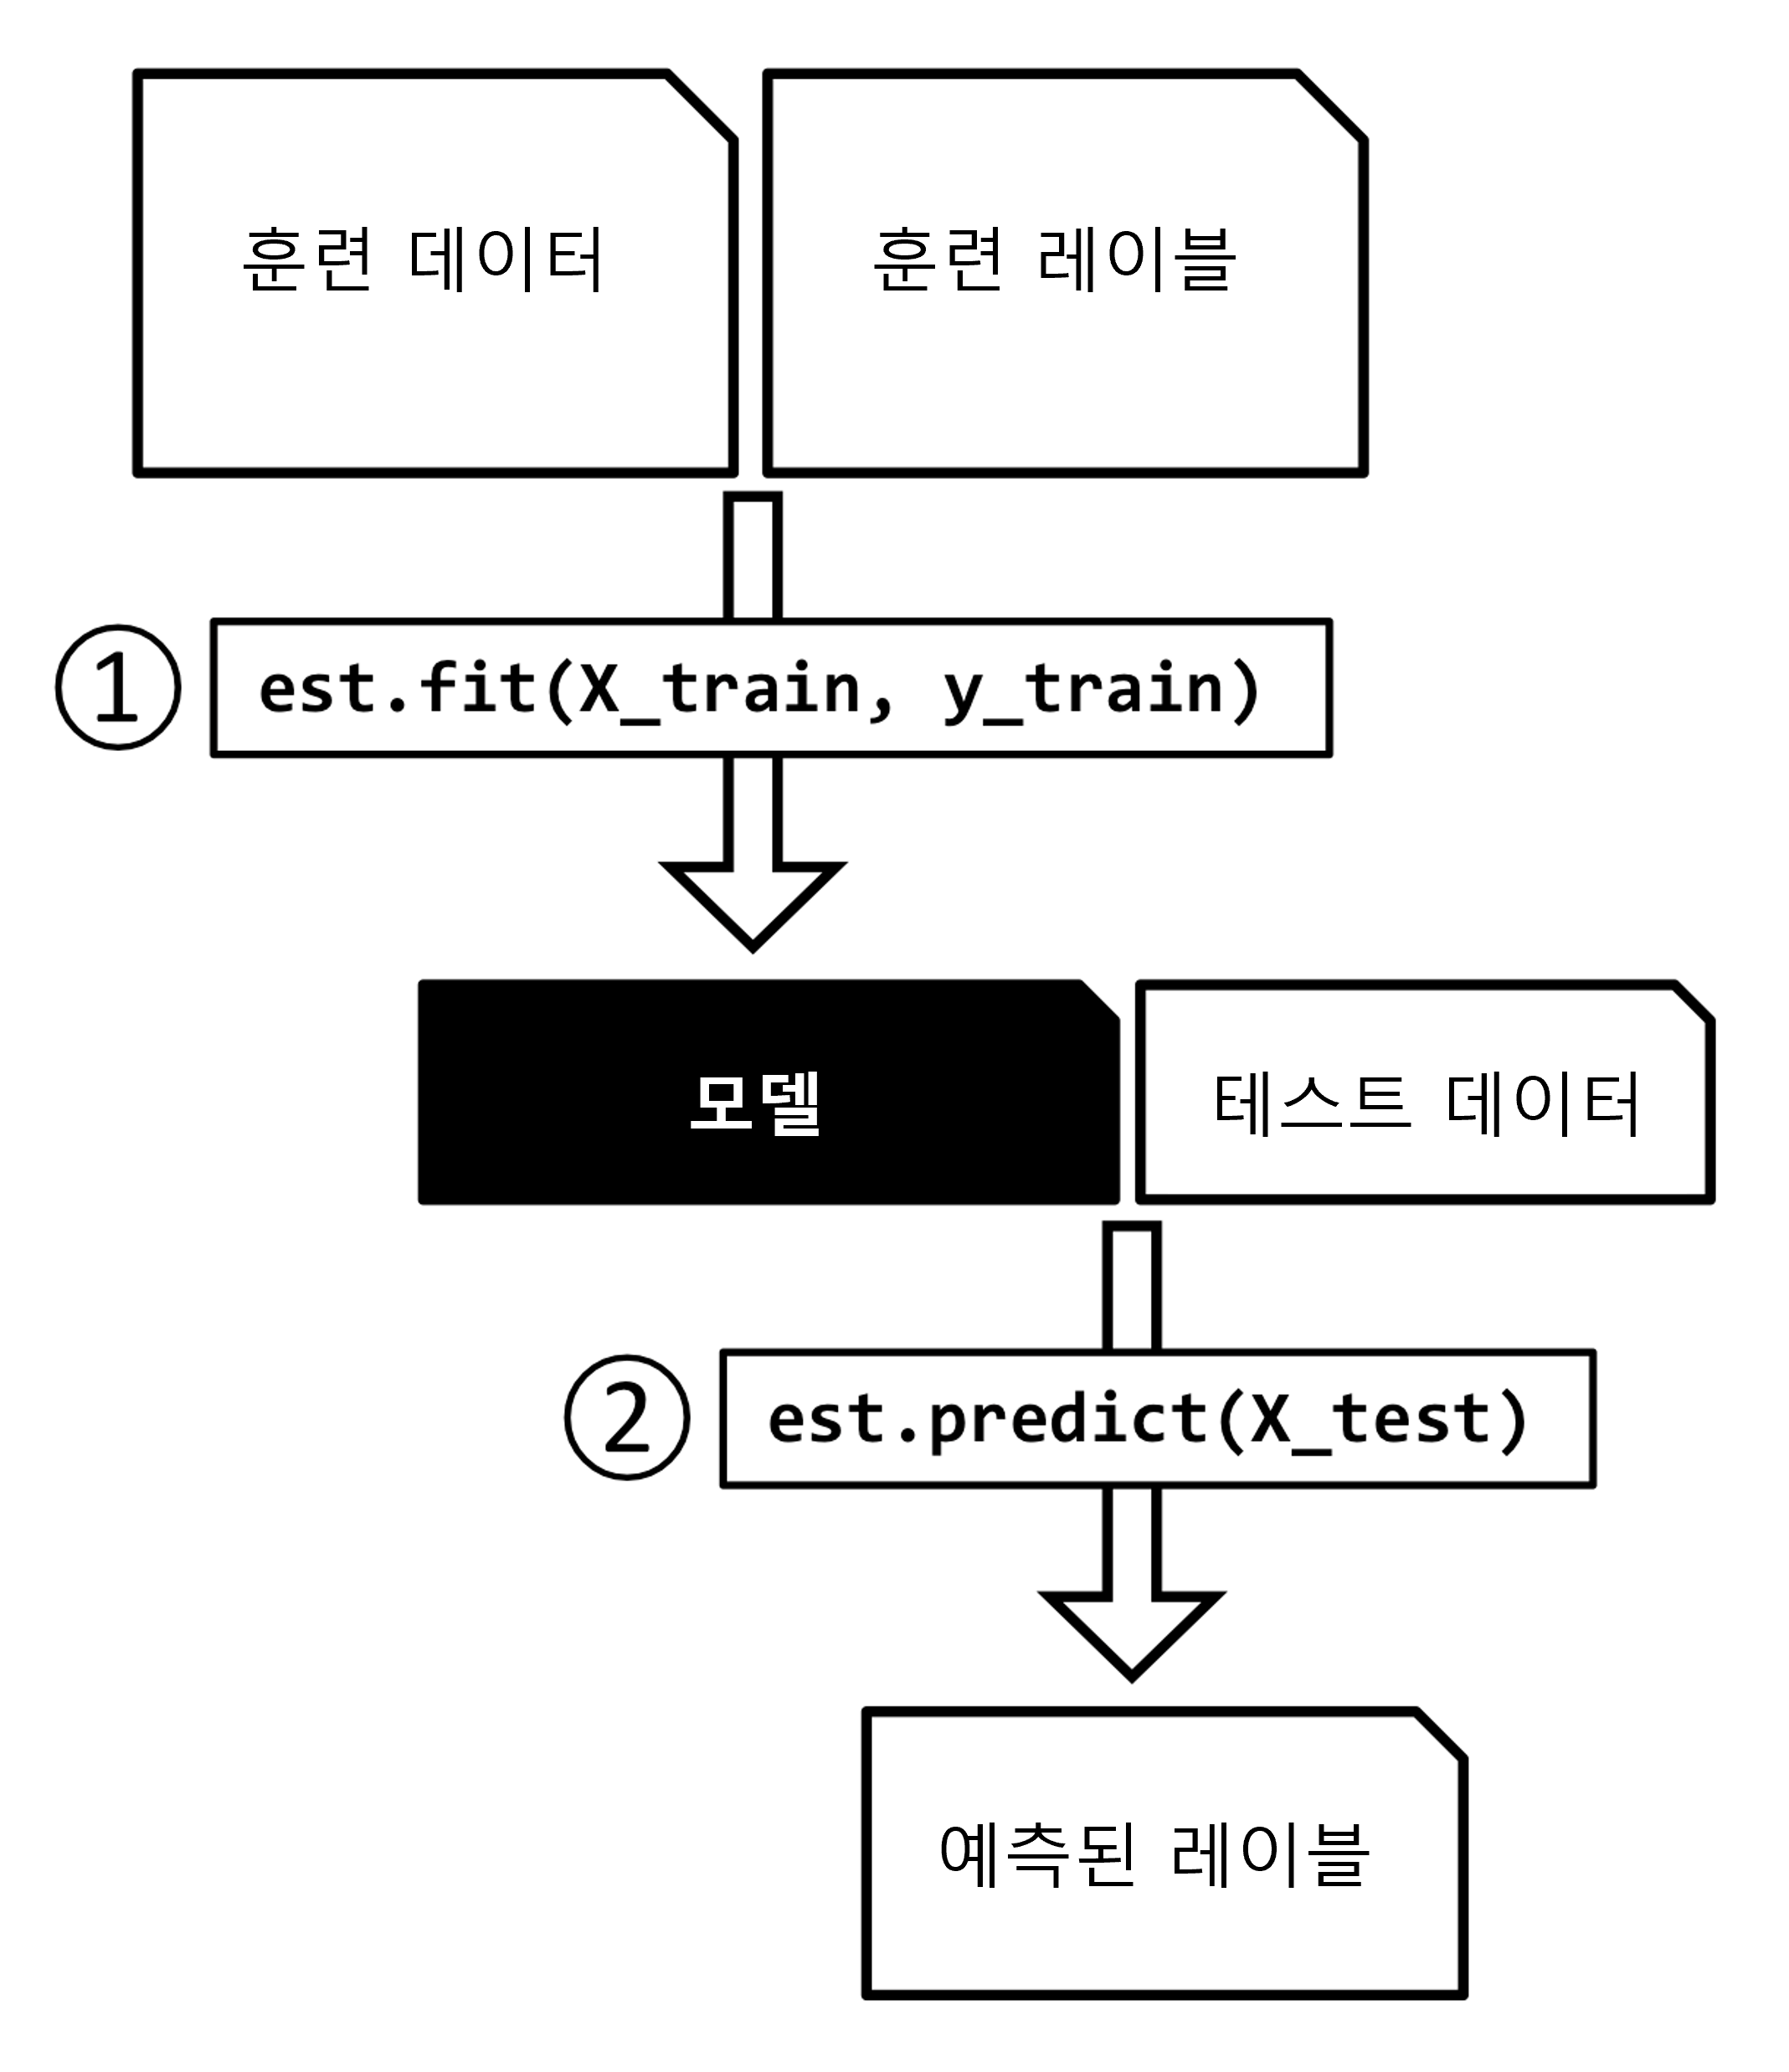 훈련 데이터
훈련 레이블
1
est.fit(X_train, y_train)
모델
테스트 데이터
2
est.predict(X_test)
예측된 레이블